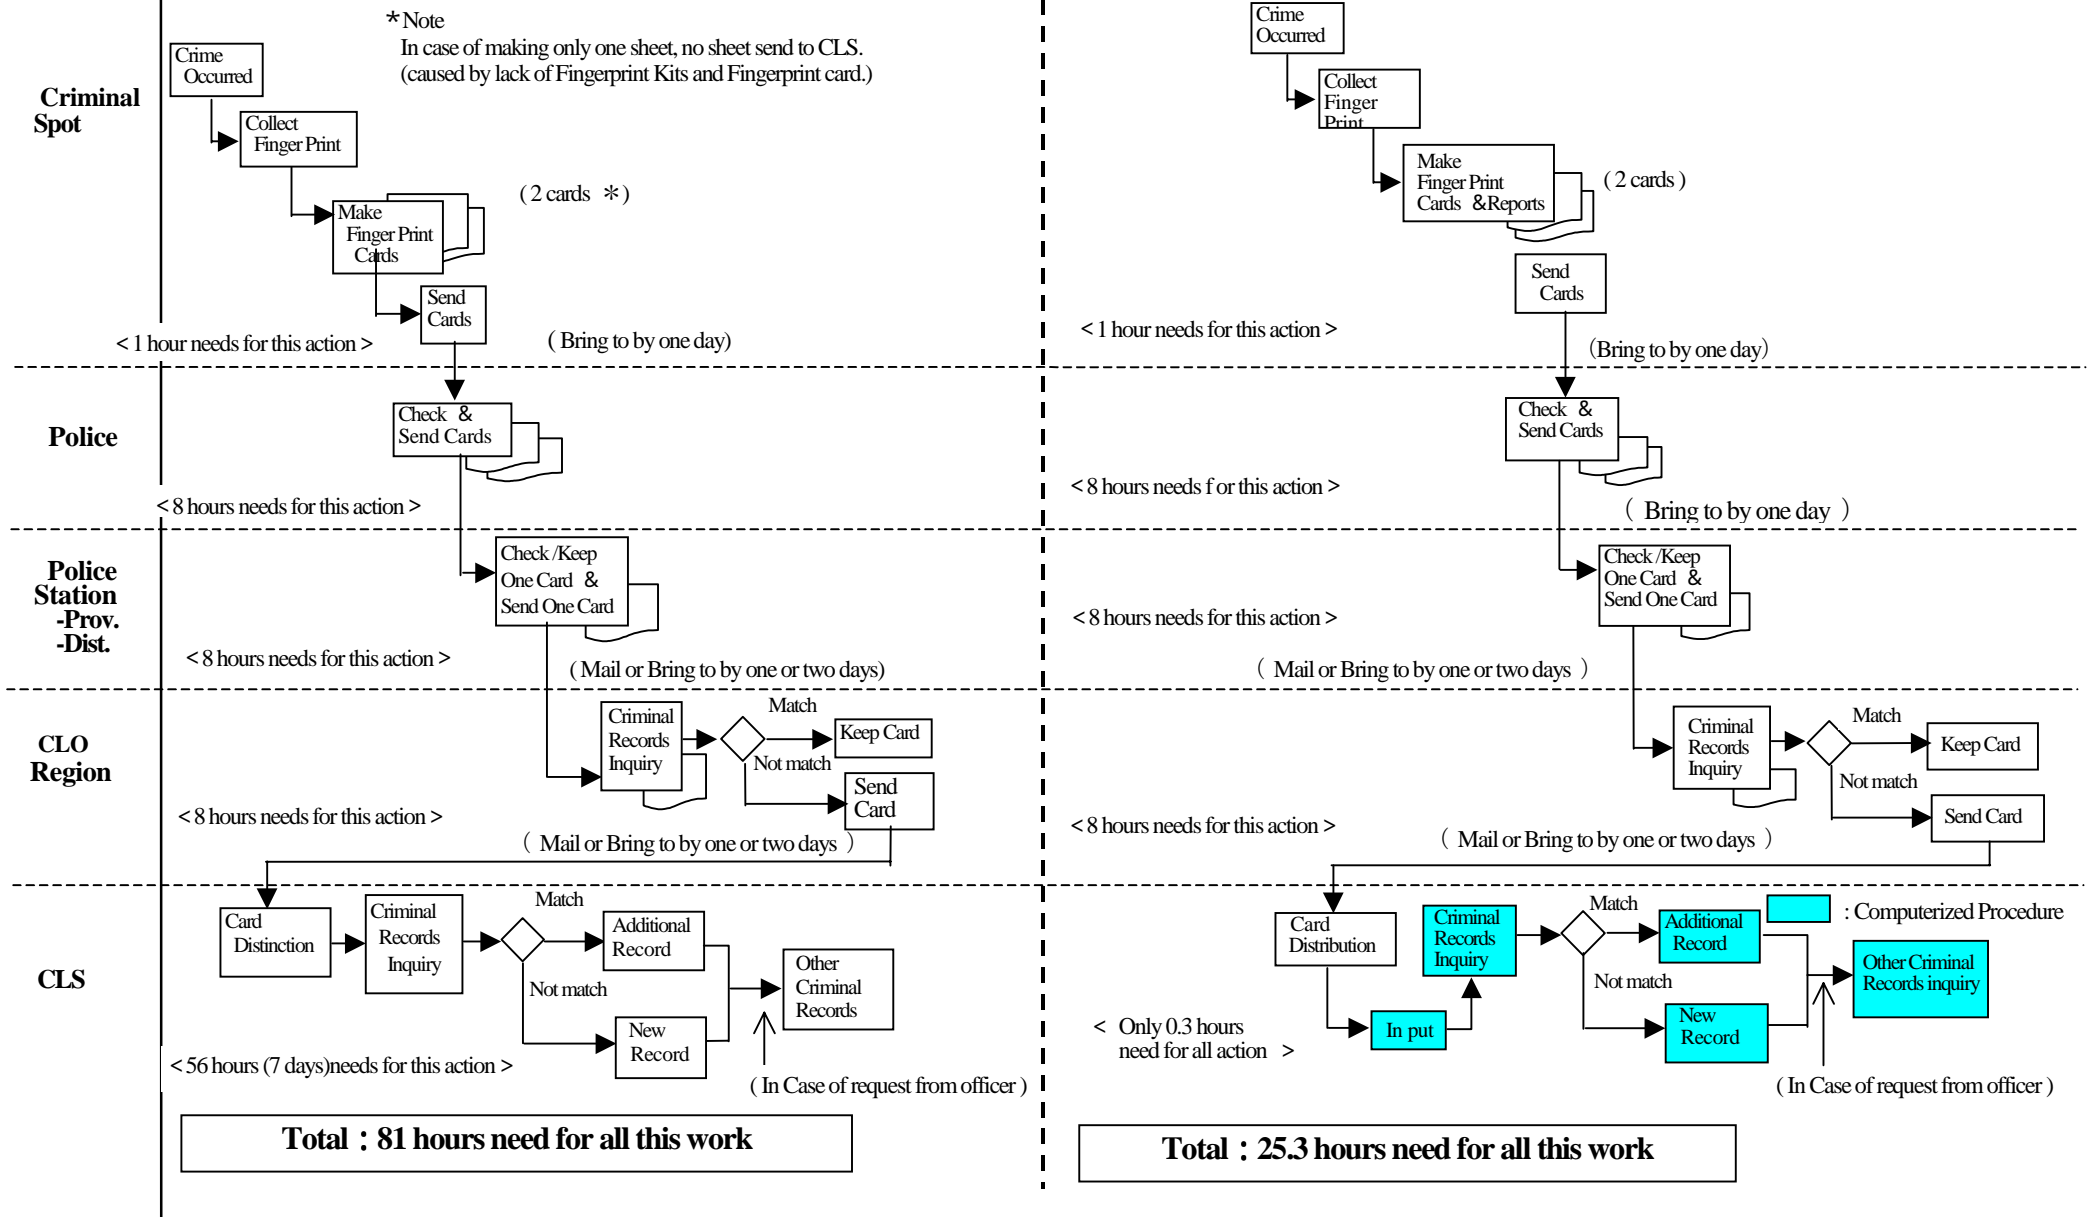 *Note
In case of making only one sheet, no sheet send to CLS.
(caused by lack of Fingerprint Kits and Fingerprint card.)
Criminal
Spot
Crime
Occurred
Collect
Finger Print
Make
Finger Print
Cards
( 2 cards *)
Send
Cards
< 1 hour needs for this action >
( Bring to by one day)
Police
Check &
Send Cards
< 8 hours needs for this action >
Police
Station
-Prov.
-Dist.
Check /Keep
One Card &
Send One Card
< 8 hours needs for this action >
( Mail or Bring to by one or two days)
CLO
Region
Criminal
Records
Inquiry
Match
Keep Card
Not match
Send
Card
< 8 hours needs for this action >
( Mail or Bring to by one or two days )
CLS
Card
Distinction
Criminal
Records
Inquiry
Match
Additional
Record
Not match
New
Record
Other
Criminal
Records
< 56 hours (7 days)needs for this action >
( In Case of request from officer )
Total : 81 hours need for all this work
Crime
Occurred
Collect
Finger
Print
Make
Finger Print
Cards &Reports
( 2 cards )
Send
Cards
< 1 hour needs for this action >
(Bring to by one day)
Check &
Send Cards
< 8 hours needs f or this action >
( Bring to by one day )
Check /Keep
One Card &
Send One Card
< 8 hours needs for this action >
( Mail or Bring to by one or two days )
Criminal
Records
Inquiry
Match
Keep Card
Not match
Send Card
< 8 hours needs for this action >
( Mail or Bring to by one or two days )
Card
Distribution
In put
Criminal
Records
Inquiry
Match
Additional
Record
Not match
New
Record
: Computerized Procedure
Other Criminal
Records inquiry
< Only 0.3 hours
need for all action >
( In Case of request from officer )
Total : 25.3 hours need for all this work